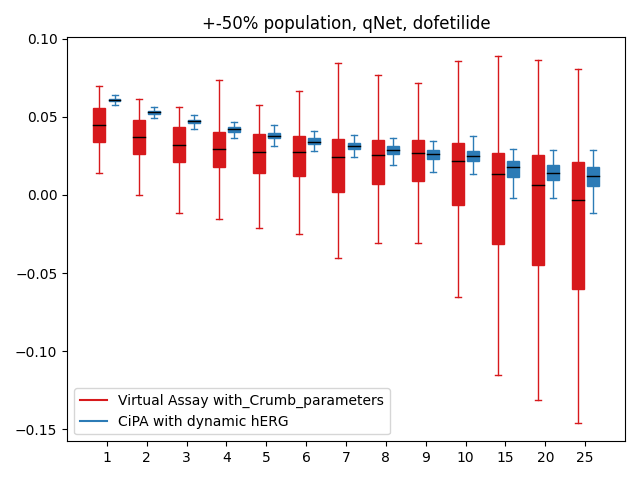 +-50% population, qNet, dofetilide
0.10
0.05
0.00
−0.05
−0.10
−0.15
Virtual Assay with_Crumb_parameters
CiPA with dynamic hERG
1 2 3 4 5 6 7 8 9 10 15 20 25